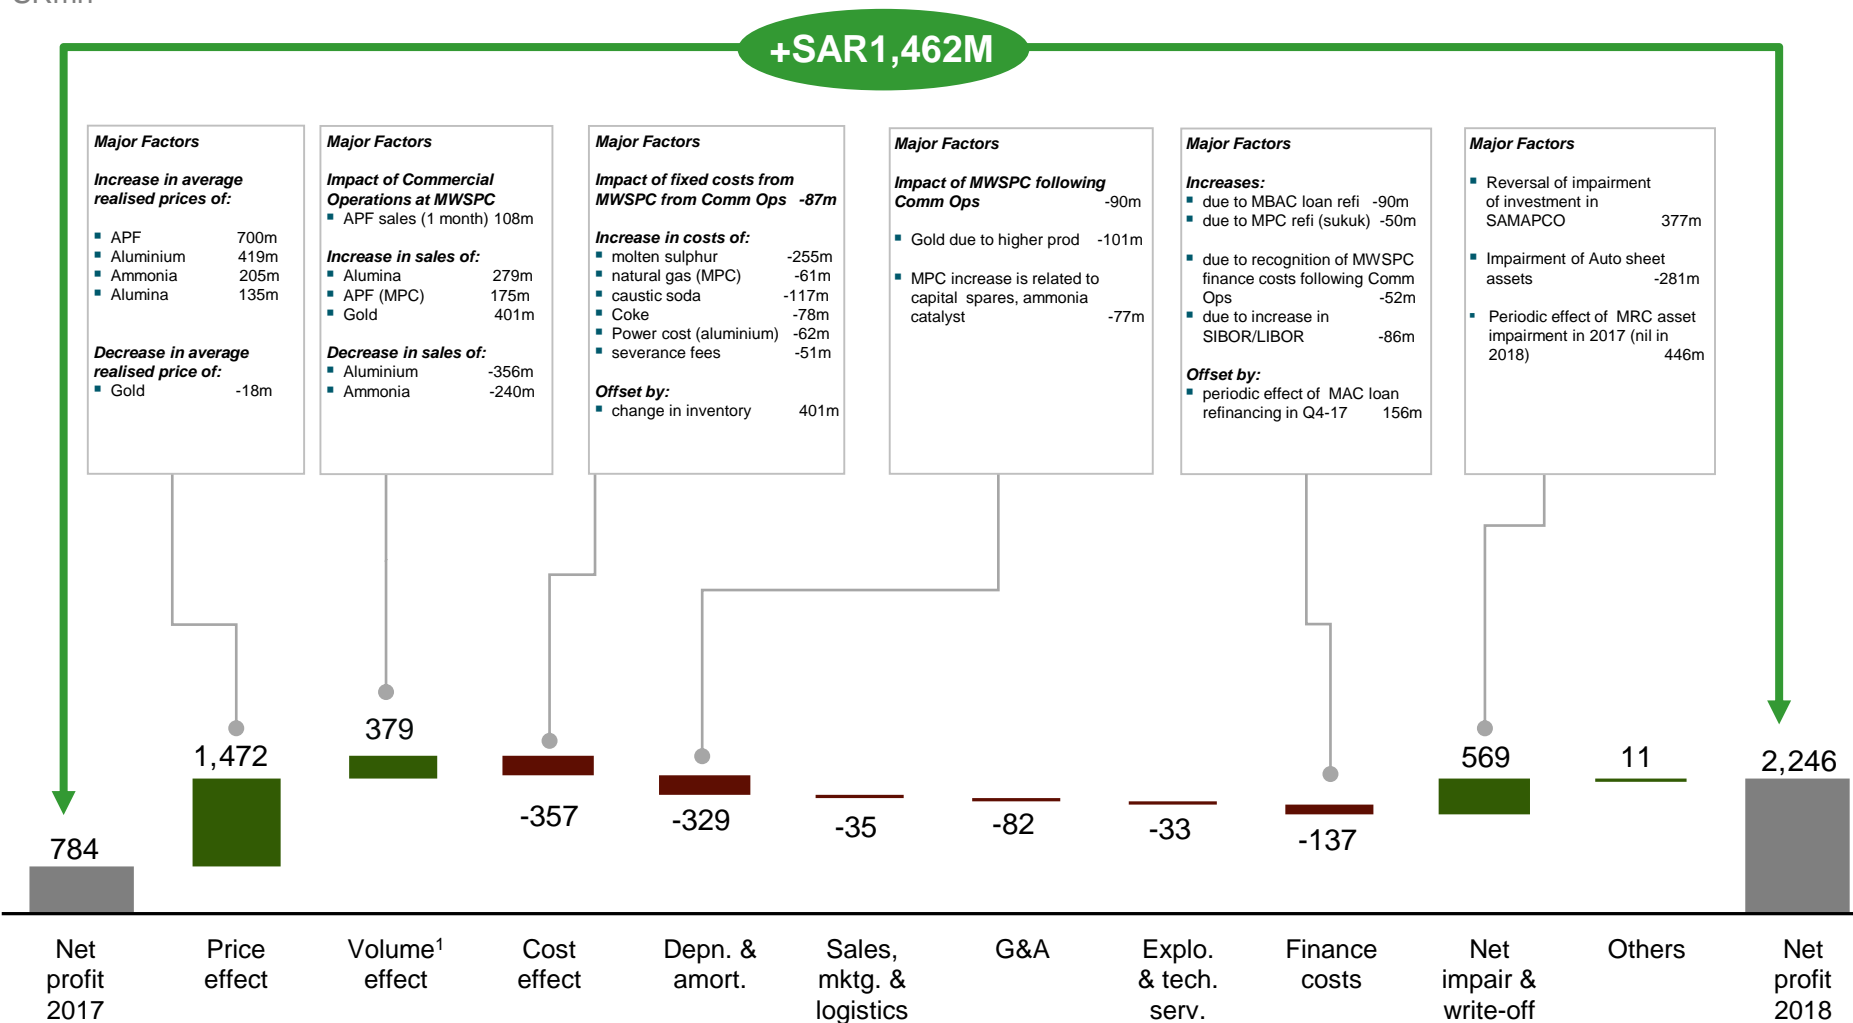 +SAR1,462M
Major Factors
Increase in average
realised prices of:
APF 700m
Aluminium 419m
Ammonia 205m
Alumina 135m
Decrease in average
realised price of:
Gold -18m
Major Factors
Impact of Commercial
Operations at MWSPC
APF sales (1 month) 108m
Increase in sales of:
Alumina 279m
APF (MPC) 175m
Gold 401m
Decrease in sales of:
Aluminium -356m
Ammonia -240m
Major Factors
Impact of fixed costs from
MWSPC from Comm Ops -87m
Increase in costs of:
molten sulphur -255m
natural gas (MPC) -61m
caustic soda -117m
Coke -78m
Power cost (aluminium) -62m
severance fees -51m
Offset by:
change in inventory 401m
Major Factors
Impact of MWSPC following
Comm Ops -90m
Gold due to higher prod -101m
MPC increase is related to
capital spares, ammonia
catalyst -77m
Major Factors
Increases:
due to MBAC loan refi -90m
due to MPC refi (sukuk) -50m
due to recognition of MWSPC
finance costs following Comm
Ops -52m
due to increase in
SIBOR/LIBOR -86m
Offset by:
periodic effect of MAC loan
refinancing in Q4-17 156m
Major Factors
Reversal of impairment
of investment in
SAMAPCO 377m
Impairment of Auto sheet
assets -281m
Periodic effect of MRC asset
impairment in 2017 (nil in
2018) 446m
784
1,472
379
-357
-329
-35
-82
-33
-137
569
11
2,246
Net
profit
2017
Price
effect
Volume¹
effect
Cost
effect
Depn. &
amort.
Sales,
mktg. &
logistics
G&A
Explo.
& tech.
serv.
Finance
costs
Net
impair &
write-off
Others
Net
profit
2018